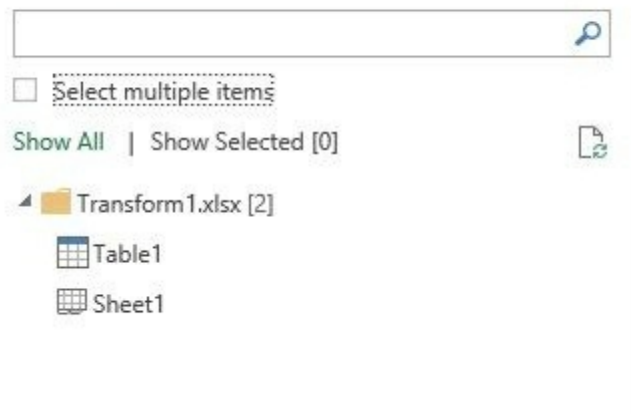 Select multiple items
Show All | Show Selected [0]
Transform1.xlsx [2]
Table1
Sheet1